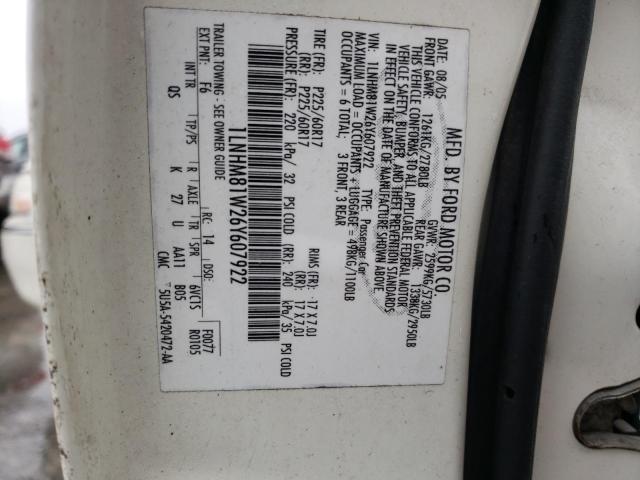 MFD. BY FORD MOTOR CO.
DATE: 08/05 GVWR: 2599KG/5730LB
FRONT GAWR: 1261KG/2780LB REAR GAWR: 1338KG/2950LB
THIS VEHICLE CONFORMS TO ALL APPLICABLE FEDERAL MOTOR
VEHICLE SAFETY, BUMPER, AND THEFT PREVENTION STANDARDS
IN EFFECT ON THE DATE OF MANUFACTURE SHOWN ABOVE.
VIN: 1LNHM81W26Y607922 TYPE: Passenger Car
MAXIMUM LOAD = OCCUPANTS + LUGGAGE = 498KG/1100LB
OCCUPANTS = 6 TOTAL: 3 FRONT, 3 REAR
TIRE (FR): P225/60R17 RIMS (FR): 17 X 7.0J
(RR): P225/60R17 (RR): 17 X 7.0J
PRESSURE (FR): 220 kPa/ 32 PSI COLD (RR): 240 kPa/35 PSI COLD
1LNHM81W26Y607922
TRAILER TOWING - SEE OWNER GUIDE
EXT PNT: F6 RC: 14 DSO: F0077
R0105
INT TR TP/PS R AXLE TR SPR 6VCTS
QS K 27 U AA11 B05
CMC 5U5A-5420472-AA